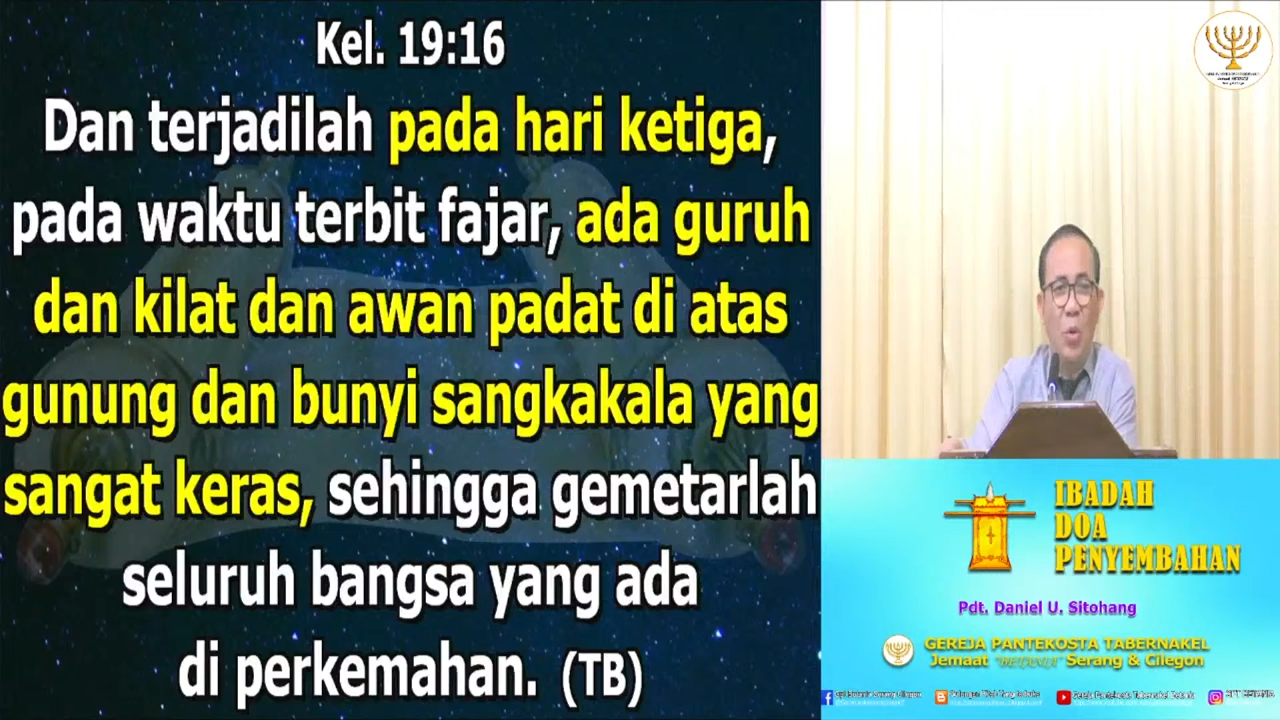 Kel. 19:16
Dan terjadilah pada hari ketiga,
pada waktu terbit fajar, ada guruh
dan kilat dan awan padat di atas
gunung dan bunyi sangkakala yang
sangat keras, sehingga gemetarlah
seluruh bangsa yang ada
di perkemahan. (TB)
IBADAH
DOA
PENYEMBAHAN
Pdt. Daniel U. Sitohang
GEREJA PANTEKOSTA TABERNAKEL
Jemaat "BETANIA" Serang & Cilegon